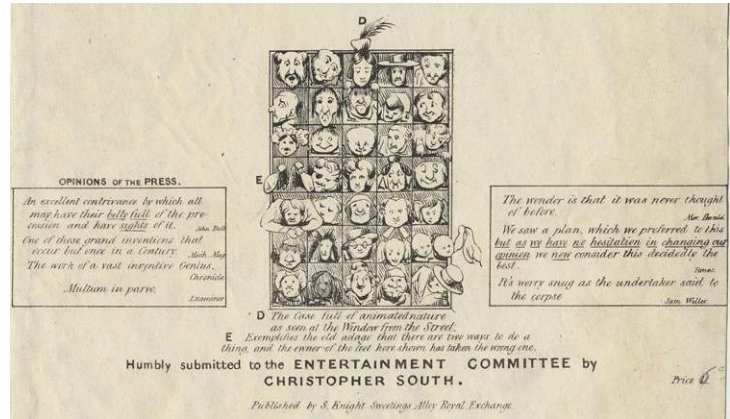 D
E
OPINIONS OF THE PRESS.
An excellent contrivance by which all
may have their belly full of the pro-
cession and have sights of it.
John Bull
One of those grand inventions that
occur but once in a Century.
Mech. Mag
The work of a vast inventive Genius.
Chronicle
Multum in parvo.
Examiner
The wonder is that it was never thought
of before.
Mor. Herald
We saw a plan, which we preferred to this
but as we have no hesitation in changing our
opinion we now consider this decidedly the
best.
Times
It's werry snug as the undertaker said to
the corpse
Sam Weller
D The Case full of animated nature
as seen at the Window from the Street.
E Exemplifies the old adage that there are two ways to do a
thing, and the owner of the feet here shown has taken the wrong one.
Humbly submitted to the ENTERTAINMENT COMMITTEE by
CHRISTOPHER SOUTH.
Price
Published by S. Knight Sweetings Alley Royal Exchange.